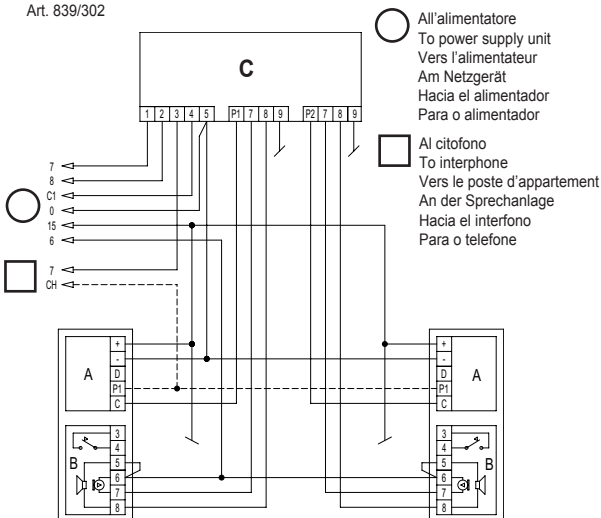 Art. 839/302
C
1 2 3 4 5 P1 7 8 9 P2 7 8 9
All'alimentatore
To power supply unit
Vers l'alimentateur
Am Netzgerät
Hacia el alimentador
Para o alimentador
Al citofono
To interphone
Vers le poste d'appartement
An der Sprechanlage
Hacia el interfono
Para o telefone
7
8
C1
0
15
6
7
CH
A
+
-
D
P1
C
B
3
4
5
6
7
8
+
-
D
P1
C
A
3
4
5
6
7
8
B